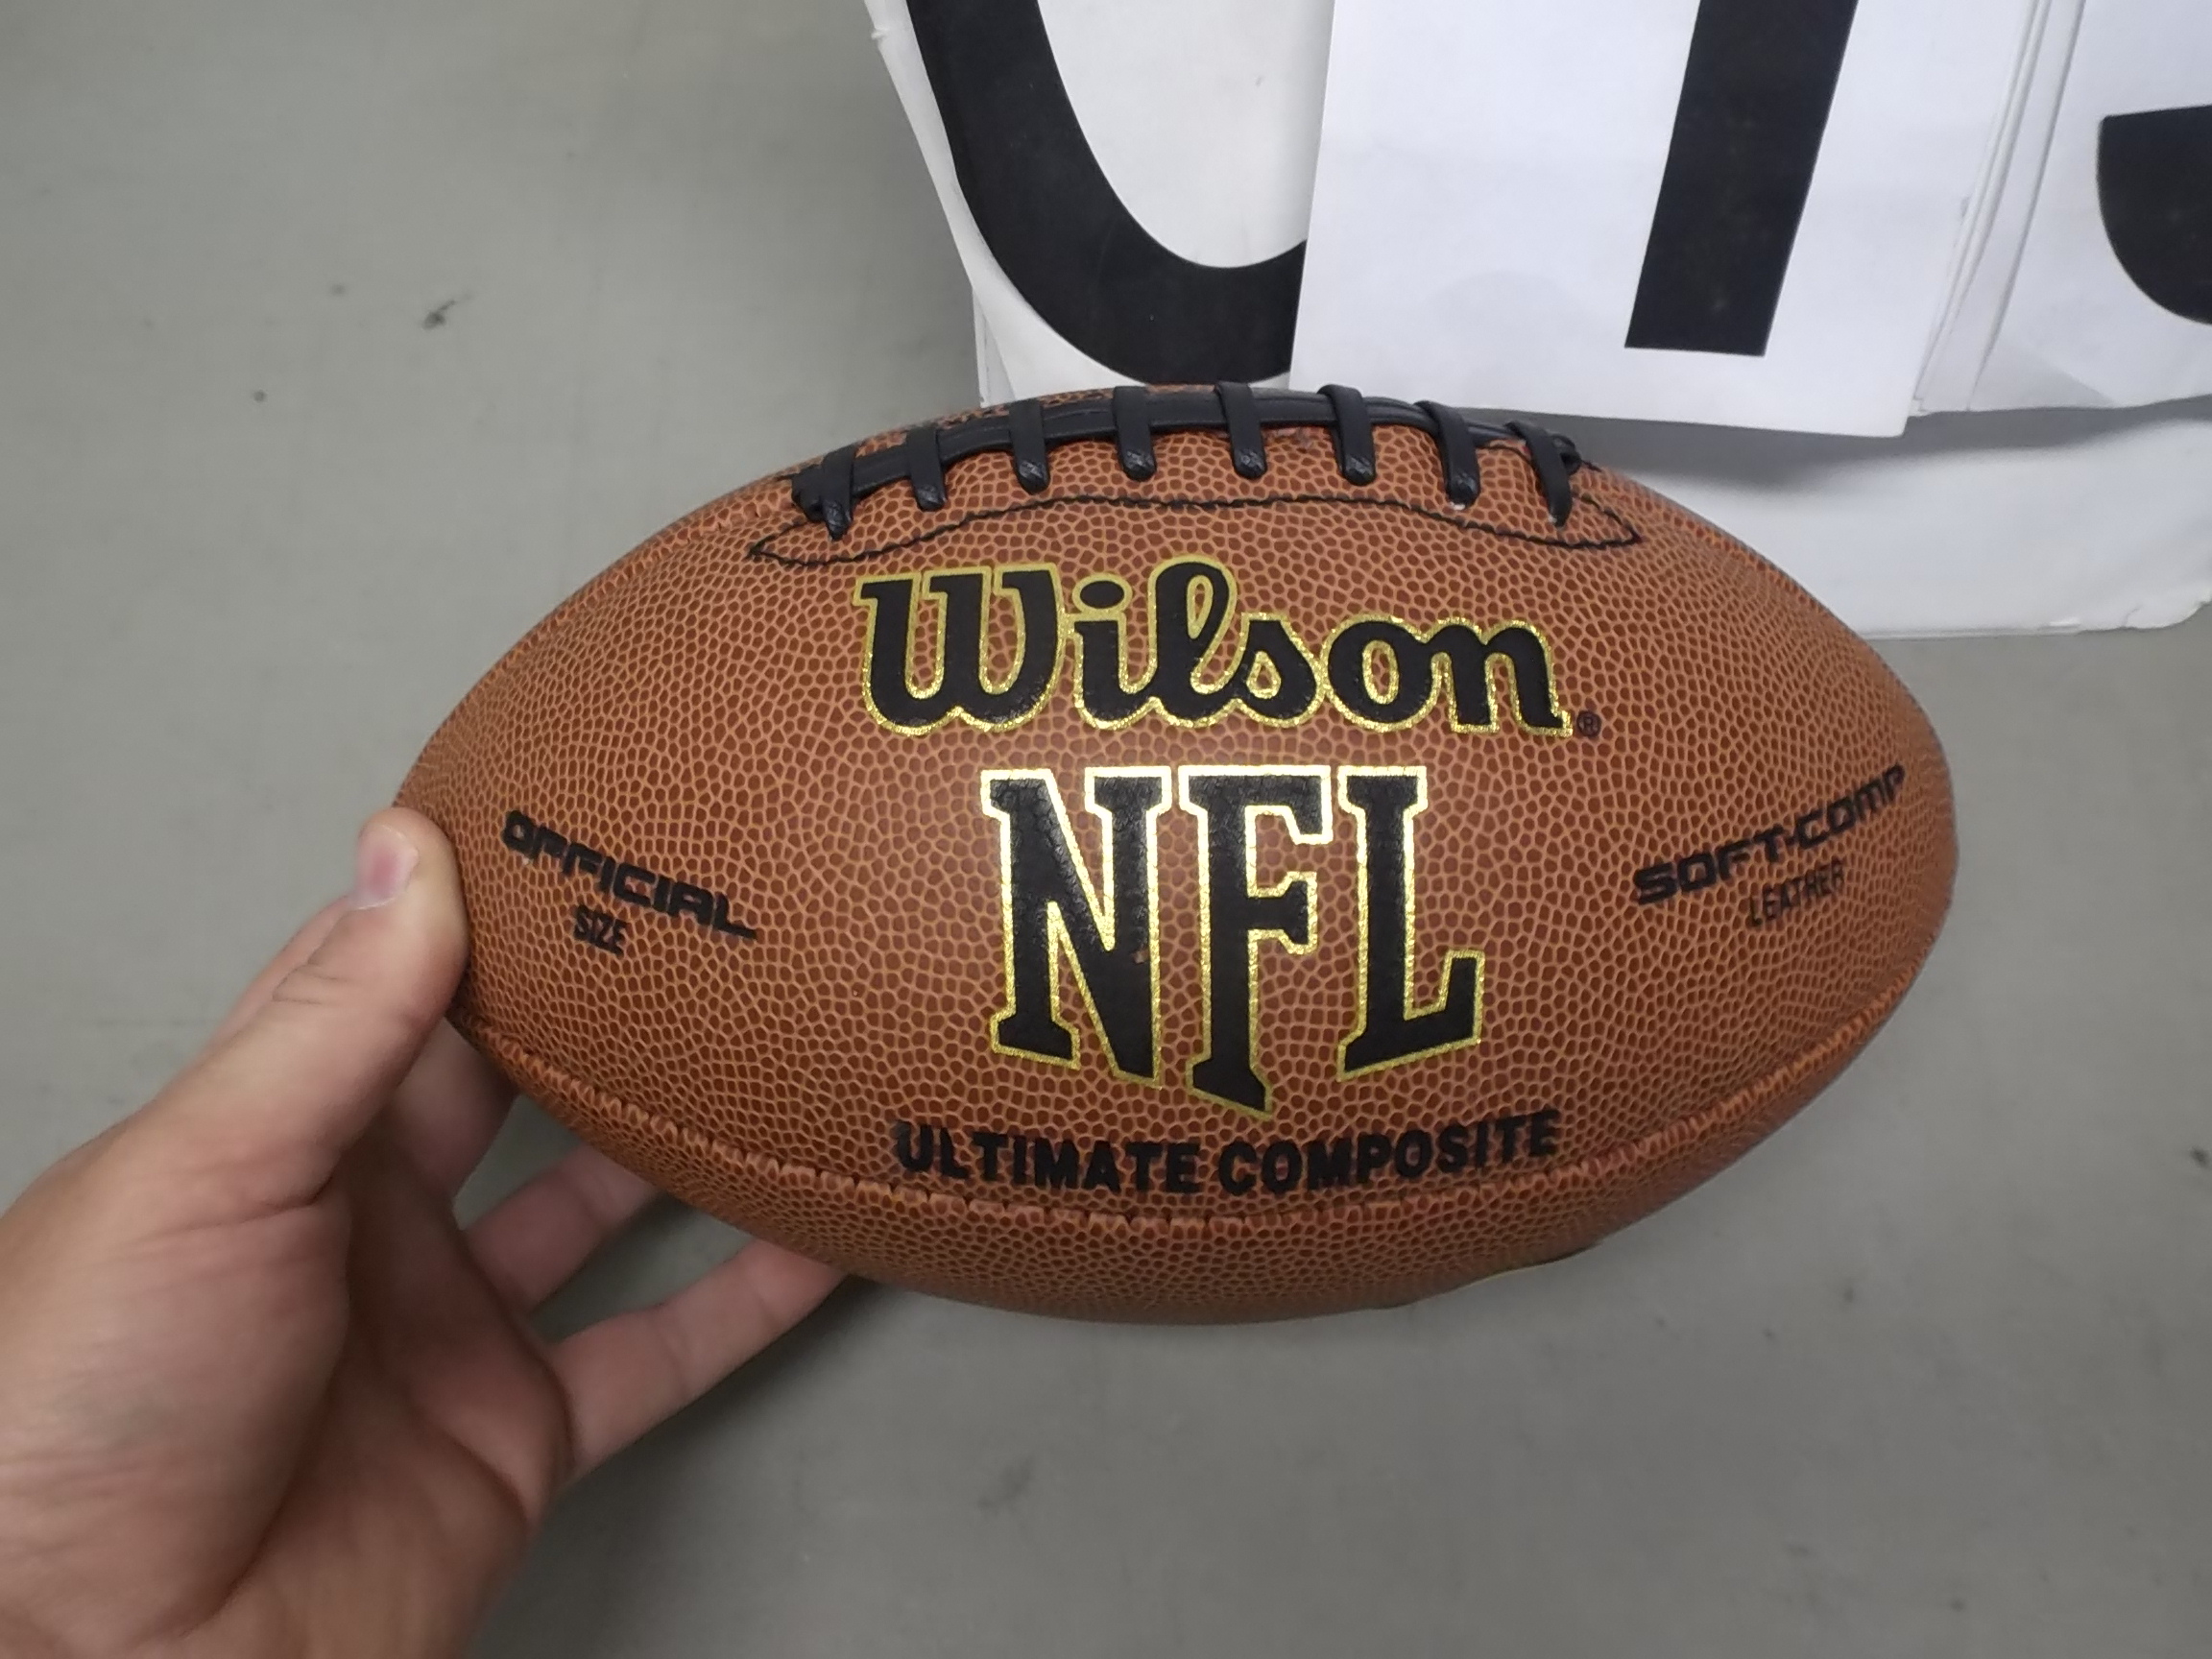 Wilson®
NFL
OFFICIAL
SIZE
SOFT-COMP
LEATHER
ULTIMATE COMPOSITE